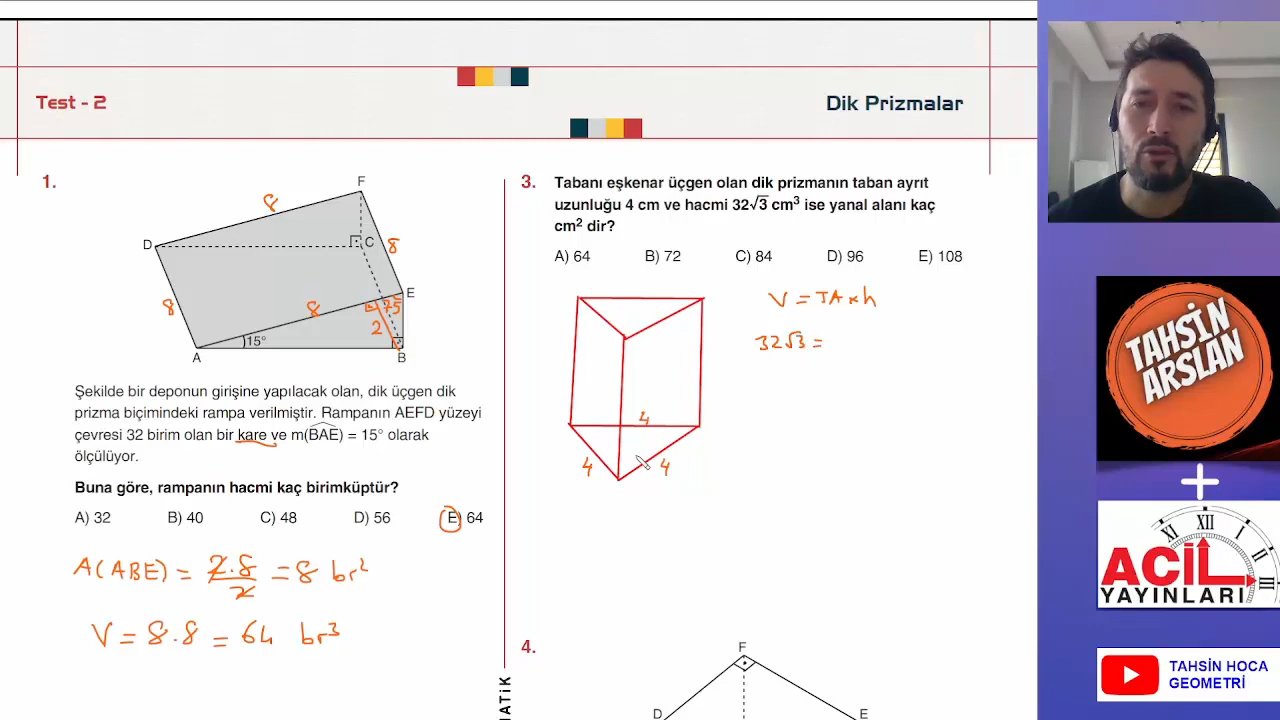 Test - 2
Dik Prizmalar
1.
F
8
D
C
8
8
8
E
75
2
15°
A
B
Şekilde bir deponun girişine yapılacak olan, dik üçgen dik
prizma biçimindeki rampa verilmiştir. Rampanın AEFD yüzeyi
çevresi 32 birim olan bir kare ve m(BAE) = 15° olarak
ölçülüyor.
Buna göre, rampanın hacmi kaç birimküptür?
A) 32 B) 40 C) 48 D) 56 E) 64
A(ABE) = 2.8/2 = 8 br²
V = 8.8 = 64 br³
3. Tabanı eşkenar üçgen olan dik prizmanın taban ayrıt
uzunluğu 4 cm ve hacmi 32√3 cm³ ise yanal alanı kaç
cm² dir?
A) 64 B) 72 C) 84 D) 96 E) 108
V = TA x h
32√3 =
4
4
4
4.
F
D
E
MATİK
TAHSİN
ARSLAN
+
XI XII I II III
ACİL
YAYINLARI
TAHSİN HOCA
GEOMETRİ